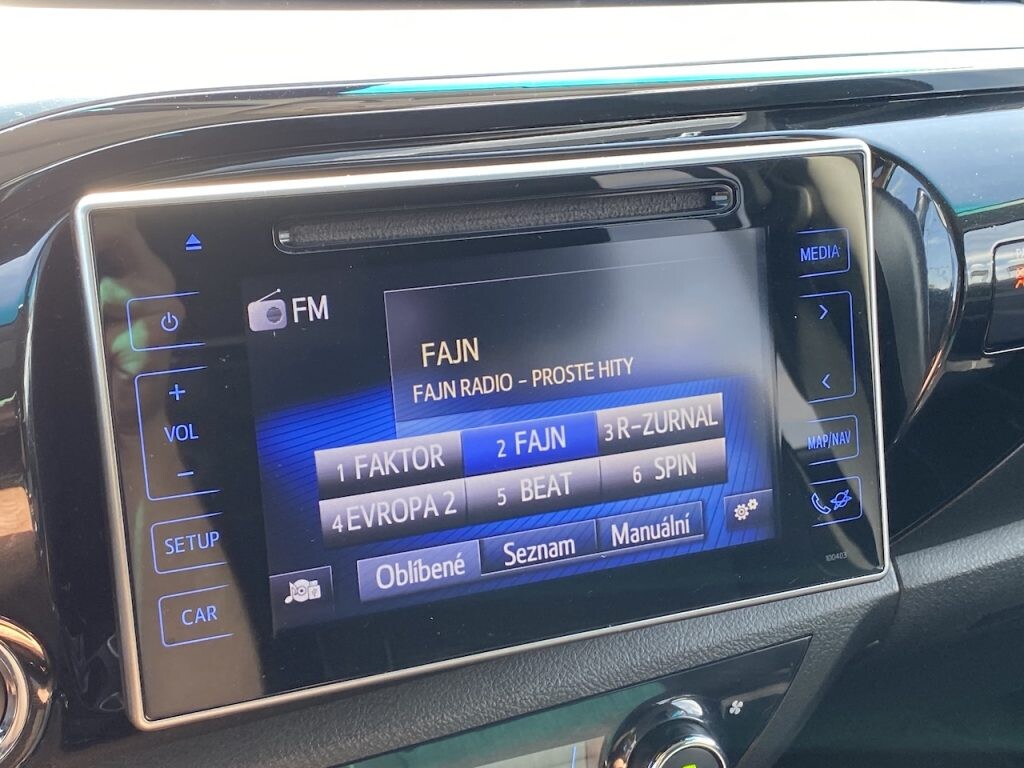 MEDIA
FM
FAJN
FAJN RADIO - PROSTE HITY
+
VOL
-
1 FAKTOR
2 FAJN
3 R-ZURNAL
4 EVROPA 2
5 BEAT
6 SPIN
MAP/NAV
SETUP
Oblíbené
Seznam
Manuální
CAR
100403